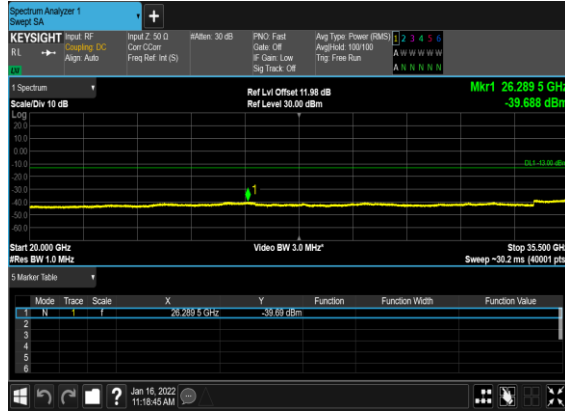 Spectrum Analyzer 1
Swept SA
+
KEYSIGHT Input: RF Input Z: 50 Ω #Atten: 30 dB PNO: Fast Avg Type: Power (RMS) 1 2 3 4 5 6
RL Coupling: DC Corr CCorr Gate: Off Avg|Hold: 100/100 A W W W W W
Align: Auto Freq Ref: Int (S) IF Gain: Low Trig: Free Run
LXI Sig Track: Off A N N N N N
1 Spectrum Ref Lvl Offset 11.98 dB Mkr1 26.289 5 GHz
Scale/Div 10 dB Ref Level 30.00 dBm -39.688 dBm
Log
20.0
10.0
0.00
-10.0 DL1 -13.00 dBm
-20.0
-30.0 1
-40.0
-50.0
-60.0
Start 20.000 GHz Video BW 3.0 MHz* Stop 35.500 GHz
#Res BW 1.0 MHz Sweep ~30.2 ms (40001 pts)
5 Marker Table
Mode Trace Scale X Y Function Function Width Function Value
1 N 1 f 26.289 5 GHz -39.69 dBm
2
3
4
5
6
? Jan 16, 2022
11:18:45 AM